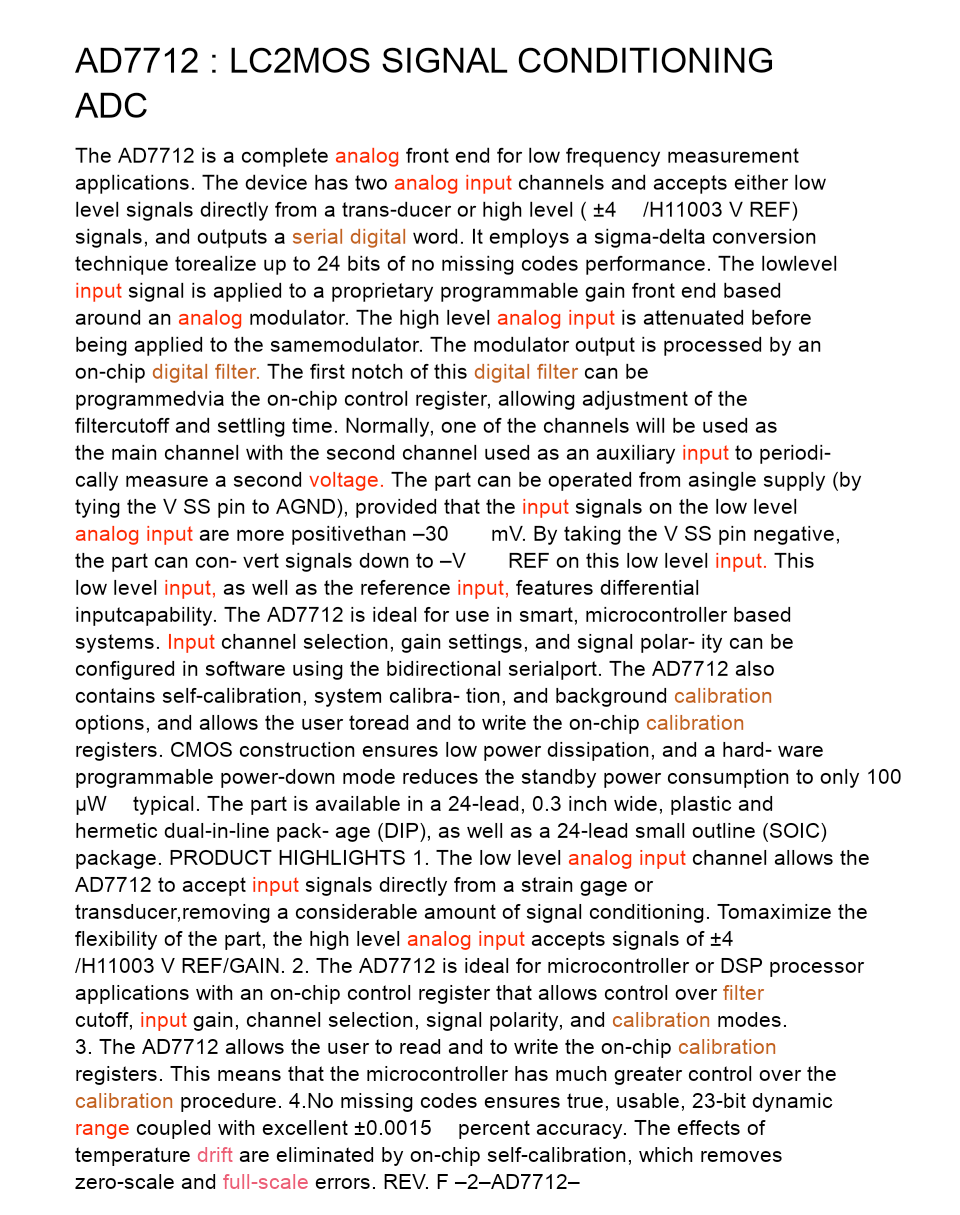 AD7712 : LC2MOS SIGNAL CONDITIONING
ADC
The AD7712 is a complete analog front end for low frequency measurement
applications. The device has two analog input channels and accepts either low
level signals directly from a trans-ducer or high level ( ±4 /H11003 V REF)
signals, and outputs a serial digital word. It employs a sigma-delta conversion
technique torealize up to 24 bits of no missing codes performance. The lowlevel
input signal is applied to a proprietary programmable gain front end based
around an analog modulator. The high level analog input is attenuated before
being applied to the samemodulator. The modulator output is processed by an
on-chip digital filter. The first notch of this digital filter can be
programmedvia the on-chip control register, allowing adjustment of the
filtercutoff and settling time. Normally, one of the channels will be used as
the main channel with the second channel used as an auxiliary input to periodi-
cally measure a second voltage. The part can be operated from asingle supply (by
tying the V SS pin to AGND), provided that the input signals on the low level
analog input are more positivethan –30 mV. By taking the V SS pin negative,
the part can con- vert signals down to –V REF on this low level input. This
low level input, as well as the reference input, features differential
inputcapability. The AD7712 is ideal for use in smart, microcontroller based
systems. Input channel selection, gain settings, and signal polar- ity can be
configured in software using the bidirectional serialport. The AD7712 also
contains self-calibration, system calibra- tion, and background calibration
options, and allows the user toread and to write the on-chip calibration
registers. CMOS construction ensures low power dissipation, and a hard- ware
programmable power-down mode reduces the standby power consumption to only 100
µW typical. The part is available in a 24-lead, 0.3 inch wide, plastic and
hermetic dual-in-line pack- age (DIP), as well as a 24-lead small outline (SOIC)
package. PRODUCT HIGHLIGHTS 1. The low level analog input channel allows the
AD7712 to accept input signals directly from a strain gage or
transducer,removing a considerable amount of signal conditioning. Tomaximize the
flexibility of the part, the high level analog input accepts signals of ±4
/H11003 V REF/GAIN. 2. The AD7712 is ideal for microcontroller or DSP processor
applications with an on-chip control register that allows control over filter
cutoff, input gain, channel selection, signal polarity, and calibration modes.
3. The AD7712 allows the user to read and to write the on-chip calibration
registers. This means that the microcontroller has much greater control over the
calibration procedure. 4.No missing codes ensures true, usable, 23-bit dynamic
range coupled with excellent ±0.0015 percent accuracy. The effects of
temperature drift are eliminated by on-chip self-calibration, which removes
zero-scale and full-scale errors. REV. F –2–AD7712–